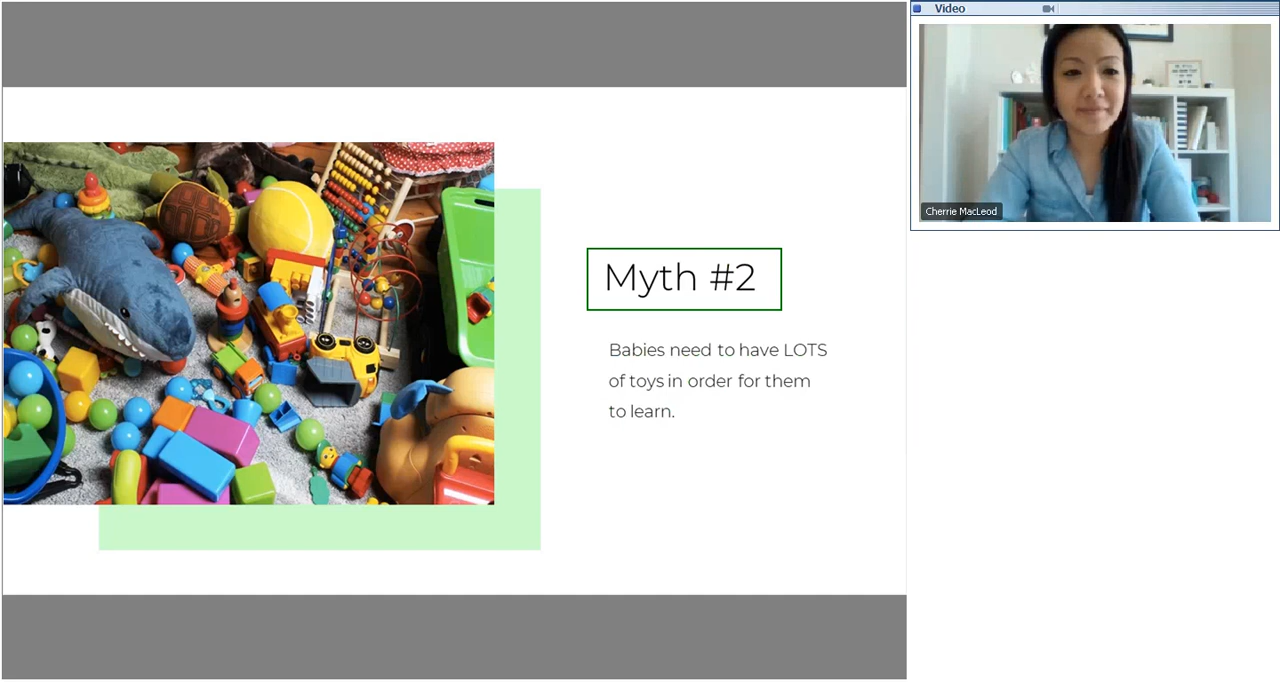 Video
Cherrie MacLeod
Myth #2
Babies need to have LOTS
of toys in order for them
to learn.